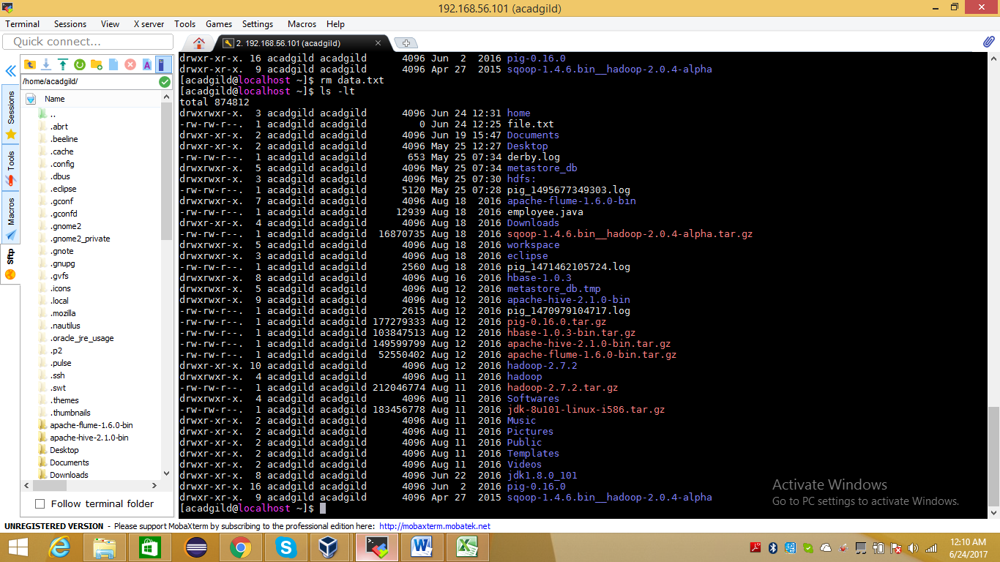 192.168.56.101 (acadgild)
Terminal Sessions View X server Tools Games Settings Macros Help
Quick connect...
2. 192.168.56.101 (acadgild)
/home/acadgild/
Name
..
.abrt
.beeline
.cache
.config
.dbus
.eclipse
.gconf
.gconfd
.gnome2
.gnome2_private
.gnote
.gnupg
.gvfs
.icons
.local
.mozilla
.nautilus
.oracle_jre_usage
.p2
.pulse
.ssh
.swt
.themes
.thumbnails
apache-flume-1.6.0-bin
apache-hive-2.1.0-bin
Desktop
Documents
Downloads
Follow terminal folder
Sessions
Tools
Macros
Sftp
drwxr-xr-x. 16 acadgild acadgild 4096 Jun 2 2016 pig-0.16.0
drwxr-xr-x. 9 acadgild acadgild 4096 Apr 27 2015 sqoop-1.4.6.bin__hadoop-2.0.4-alpha
[acadgild@localhost ~]$ rm data.txt
[acadgild@localhost ~]$ ls -lt
total 874812
drwxrwxr-x. 3 acadgild acadgild 4096 Jun 24 12:31 home
-rw-rw-r--. 1 acadgild acadgild 0 Jun 24 12:25 file.txt
drwxr-xr-x. 2 acadgild acadgild 4096 Jun 19 15:47 Documents
drwxr-xr-x. 2 acadgild acadgild 4096 May 25 12:27 Desktop
-rw-rw-r--. 1 acadgild acadgild 653 May 25 07:34 derby.log
drwxrwxr-x. 5 acadgild acadgild 4096 May 25 07:34 metastore_db
drwxrwxr-x. 3 acadgild acadgild 4096 May 25 07:30 hdfs:
-rw-rw-r--. 1 acadgild acadgild 5120 May 25 07:28 pig_1495677349303.log
drwxrwxr-x. 7 acadgild acadgild 4096 Aug 18 2016 apache-flume-1.6.0-bin
-rw-rw-r--. 1 acadgild acadgild 12939 Aug 18 2016 employee.java
drwxr-xr-x. 4 acadgild acadgild 4096 Aug 18 2016 Downloads
-rw-rw-r--. 1 acadgild acadgild 16870735 Aug 18 2016 sqoop-1.4.6.bin__hadoop-2.0.4-alpha.tar.gz
drwxrwxr-x. 5 acadgild acadgild 4096 Aug 18 2016 workspace
drwxrwxr-x. 3 acadgild acadgild 4096 Aug 18 2016 eclipse
-rw-rw-r--. 1 acadgild acadgild 2560 Aug 18 2016 pig_1471462105724.log
drwxrwxr-x. 8 acadgild acadgild 4096 Aug 16 2016 hbase-1.0.3
drwxrwxr-x. 5 acadgild acadgild 4096 Aug 12 2016 metastore_db.tmp
drwxrwxr-x. 9 acadgild acadgild 4096 Aug 12 2016 apache-hive-2.1.0-bin
-rw-rw-r--. 1 acadgild acadgild 2615 Aug 12 2016 pig_1470979104717.log
-rw-rw-r--. 1 acadgild acadgild 177279333 Aug 12 2016 pig-0.16.0.tar.gz
-rw-rw-r--. 1 acadgild acadgild 103847513 Aug 12 2016 hbase-1.0.3-bin.tar.gz
-rw-rw-r--. 1 acadgild acadgild 149599799 Aug 12 2016 apache-hive-2.1.0-bin.tar.gz
-rw-rw-r--. 1 acadgild acadgild 52550402 Aug 12 2016 apache-flume-1.6.0-bin.tar.gz
drwxr-xr-x. 10 acadgild acadgild 4096 Aug 12 2016 hadoop-2.7.2
drwxrwxr-x. 4 acadgild acadgild 4096 Aug 11 2016 hadoop
-rw-rw-r--. 1 acadgild acadgild 212046774 Aug 11 2016 hadoop-2.7.2.tar.gz
drwxrwxr-x. 4 acadgild acadgild 4096 Aug 11 2016 Softwares
-rw-rw-r--. 1 acadgild acadgild 183456778 Aug 11 2016 jdk-8u101-linux-i586.tar.gz
drwxr-xr-x. 2 acadgild acadgild 4096 Aug 11 2016 Music
drwxr-xr-x. 2 acadgild acadgild 4096 Aug 11 2016 Pictures
drwxr-xr-x. 2 acadgild acadgild 4096 Aug 11 2016 Public
drwxr-xr-x. 2 acadgild acadgild 4096 Aug 11 2016 Templates
drwxr-xr-x. 2 acadgild acadgild 4096 Aug 11 2016 Videos
drwxr-xr-x. 8 acadgild acadgild 4096 Jun 22 2016 jdk1.8.0_101
drwxr-xr-x. 16 acadgild acadgild 4096 Jun 2 2016 pig-0.16.0
drwxr-xr-x. 9 acadgild acadgild 4096 Apr 27 2015 sqoop-1.4.6.bin__hadoop-2.0.4-alpha
[acadgild@localhost ~]$
Activate Windows
Go to PC settings to activate Windows.
UNREGISTERED VERSION - Please support MobaXterm by subscribing to the professional edition here: http://mobaxterm.mobatek.net
12:10 AM
6/24/2017